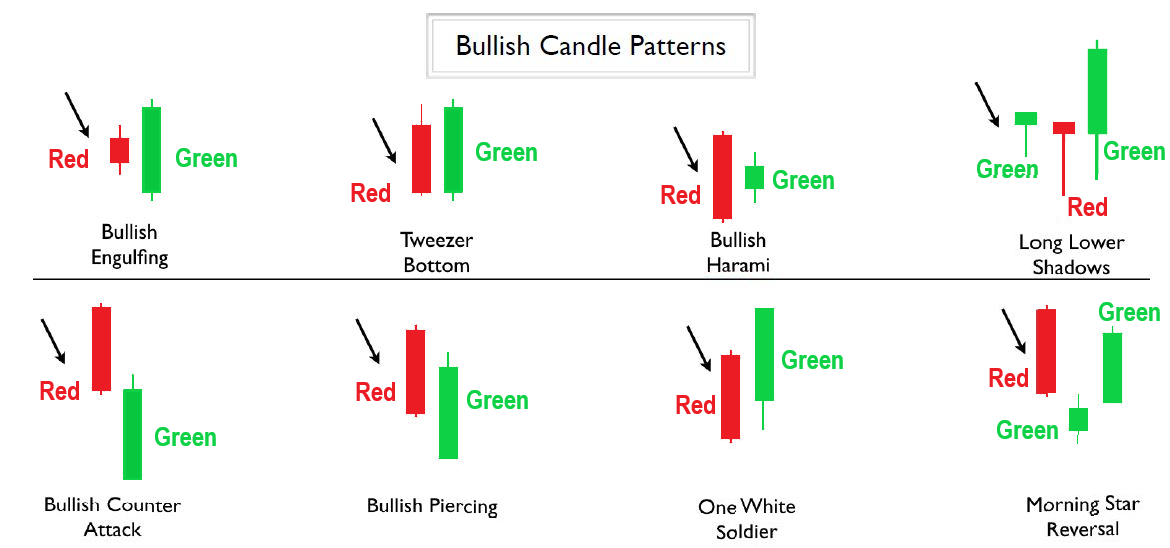 Bullish Candle Patterns
Red
Green
Bullish
Engulfing
Red
Green
Tweezer
Bottom
Red
Green
Bullish
Harami
Green
Red
Green
Long Lower
Shadows
Red
Green
Bullish Counter
Attack
Red
Green
Bullish Piercing
Red
Green
One White
Soldier
Green
Red
Green
Morning Star
Reversal